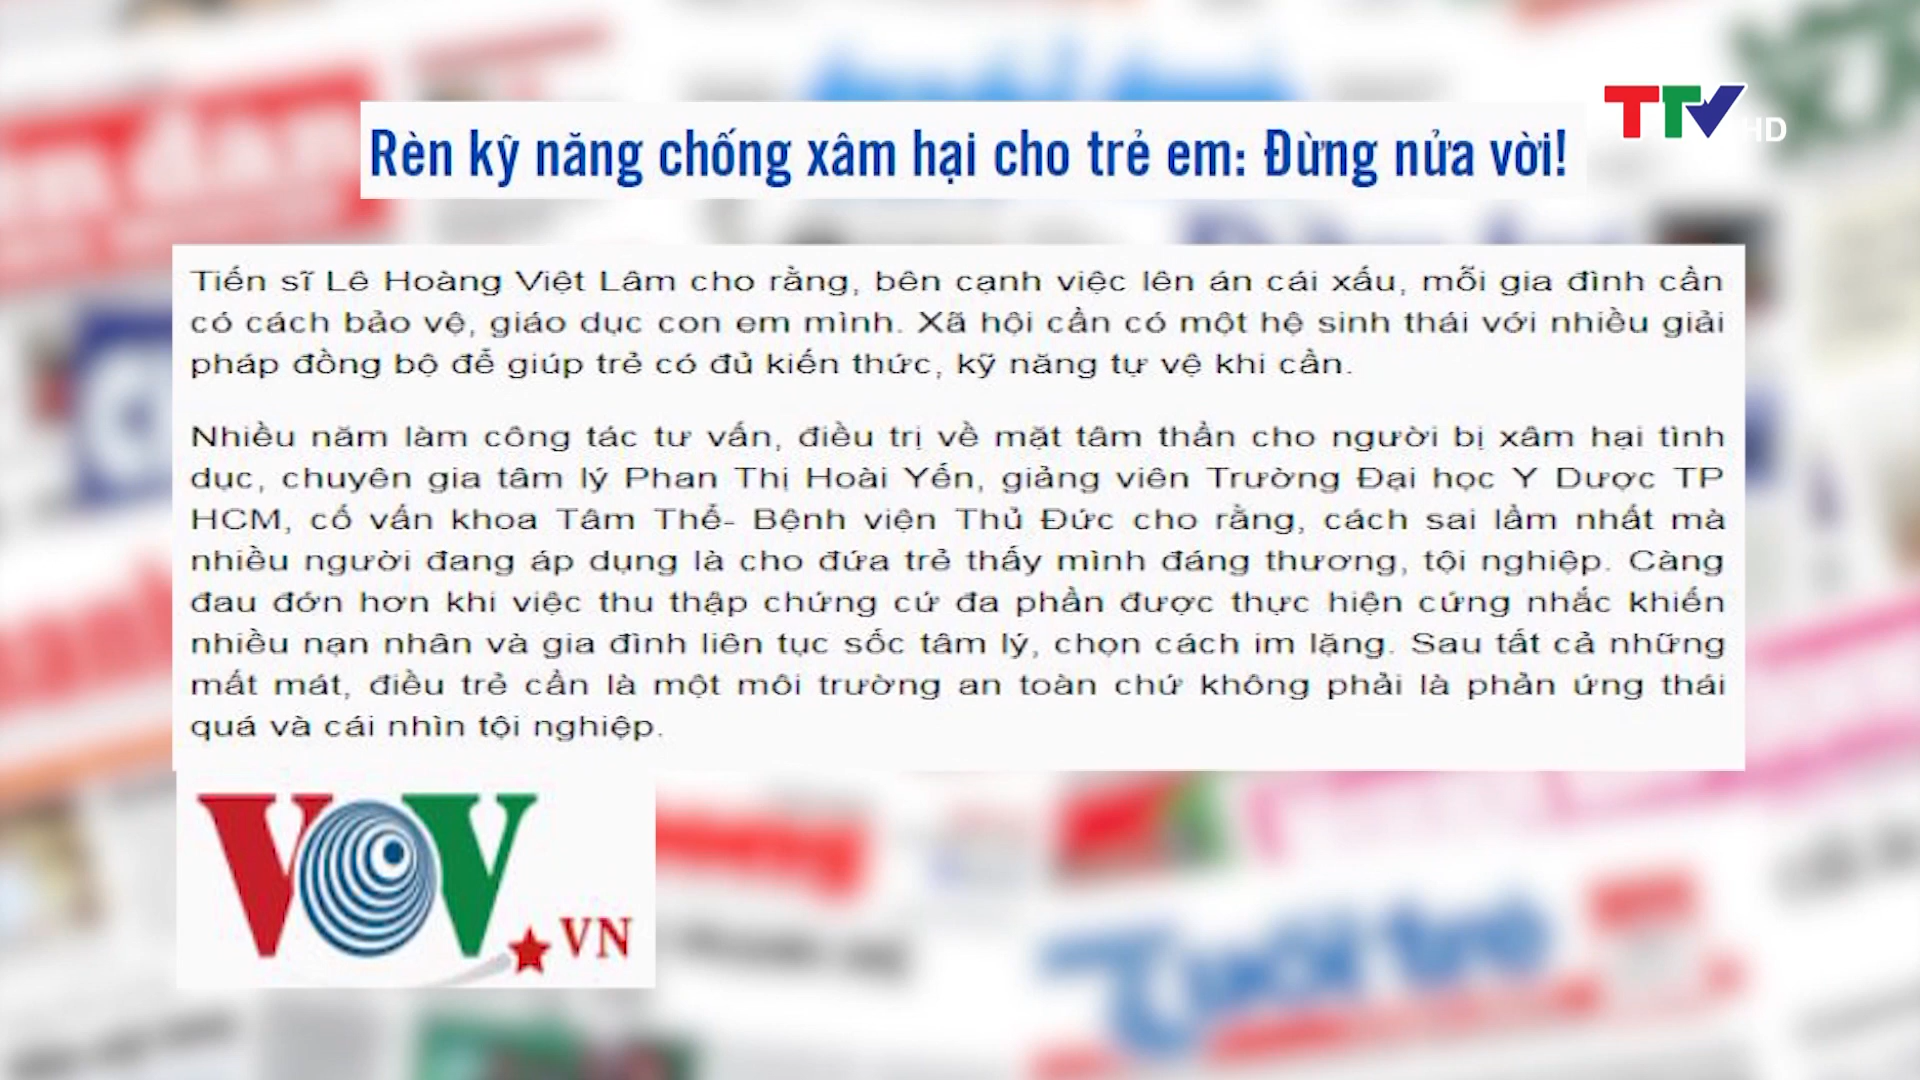 TTV HD
Rèn kỹ năng chống xâm hại cho trẻ em: Đừng nửa vời!
Tiến sĩ Lê Hoàng Việt Lâm cho rằng, bên cạnh việc lên án cái xấu, mỗi gia đình cần
có cách bảo vệ, giáo dục con em mình. Xã hội cần có một hệ sinh thái với nhiều giải
pháp đồng bộ để giúp trẻ có đủ kiến thức, kỹ năng tự vệ khi cần.
Nhiều năm làm công tác tư vấn, điều trị về mặt tâm thần cho người bị xâm hại tình
dục, chuyên gia tâm lý Phan Thị Hoài Yến, giảng viên Trường Đại học Y Dược TP
HCM, cố vấn khoa Tâm Thể- Bệnh viện Thủ Đức cho rằng, cách sai lầm nhất mà
nhiều người đang áp dụng là cho đứa trẻ thấy mình đáng thương, tội nghiệp. Càng
đau đớn hơn khi việc thu thập chứng cứ đa phần được thực hiện cứng nhắc khiến
nhiều nạn nhân và gia đình liên tục sốc tâm lý, chọn cách im lặng. Sau tất cả những
mất mát, điều trẻ cần là một môi trường an toàn chứ không phải là phản ứng thái
quá và cái nhìn tội nghiệp.
VOV.VN
Tuổi trẻ